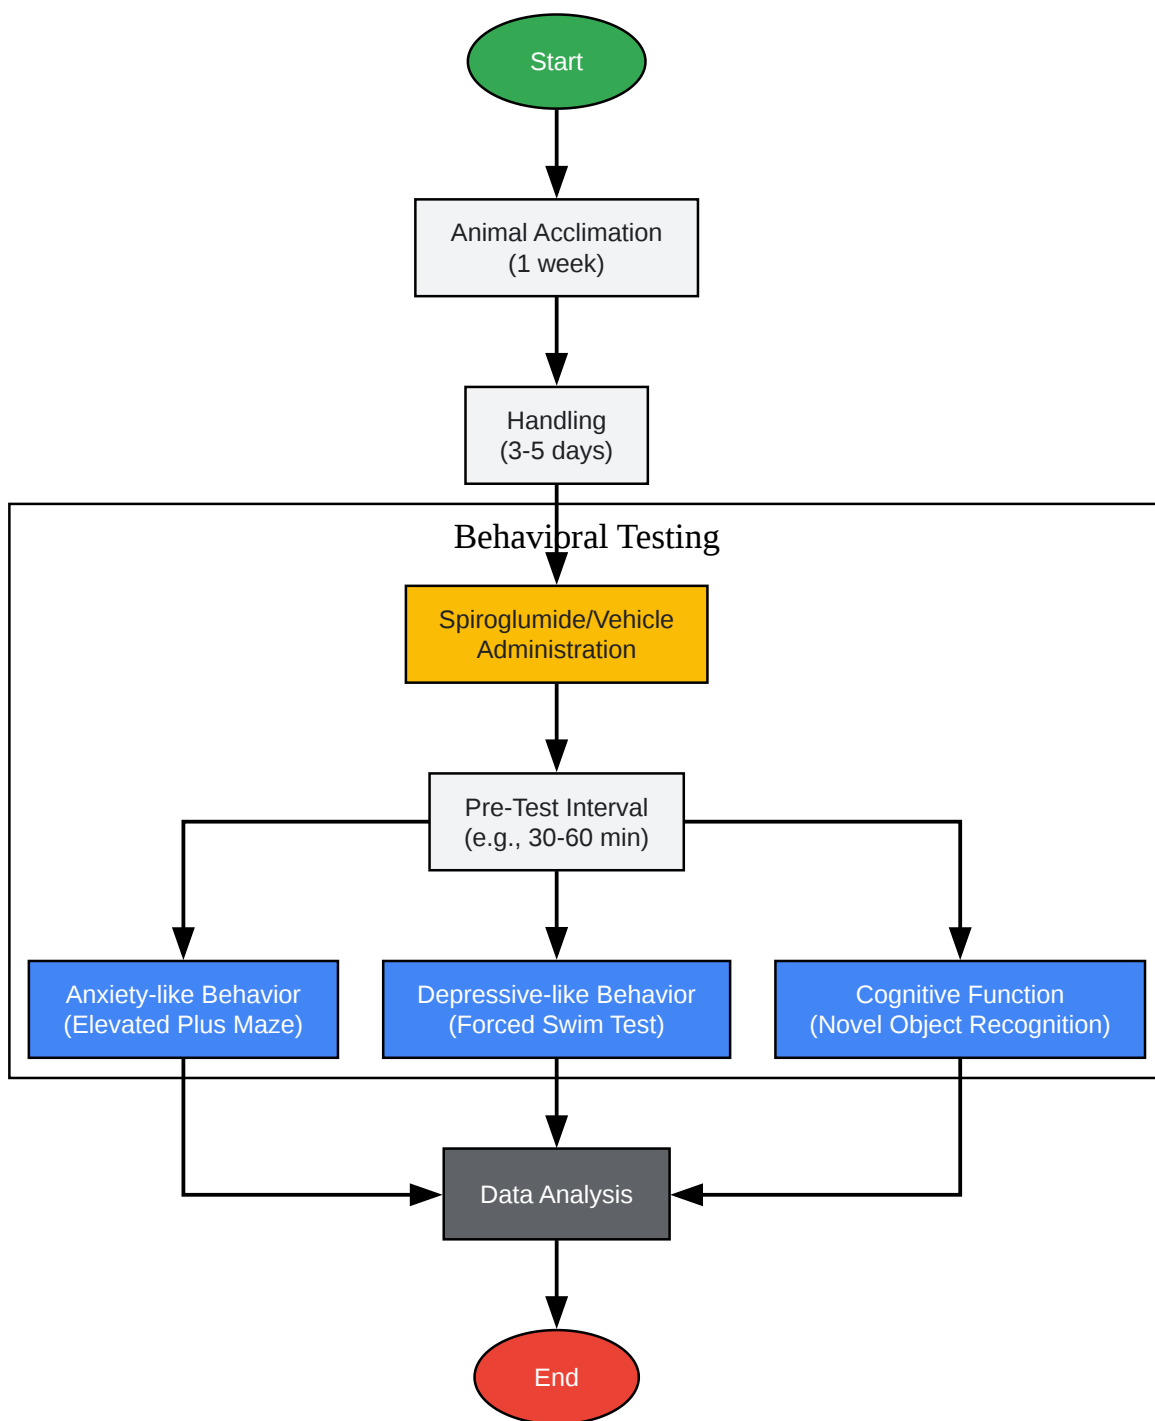 Start
Animal Acclimation
(1 week)
Handling
(3-5 days)
Behavioral Testing
Spiroglumide/Vehicle
Administration
Pre-Test Interval
(e.g., 30-60 min)
Anxiety-like Behavior
(Elevated Plus Maze)
Depressive-like Behavior
(Forced Swim Test)
Cognitive Function
(Novel Object Recognition)
Data Analysis
End